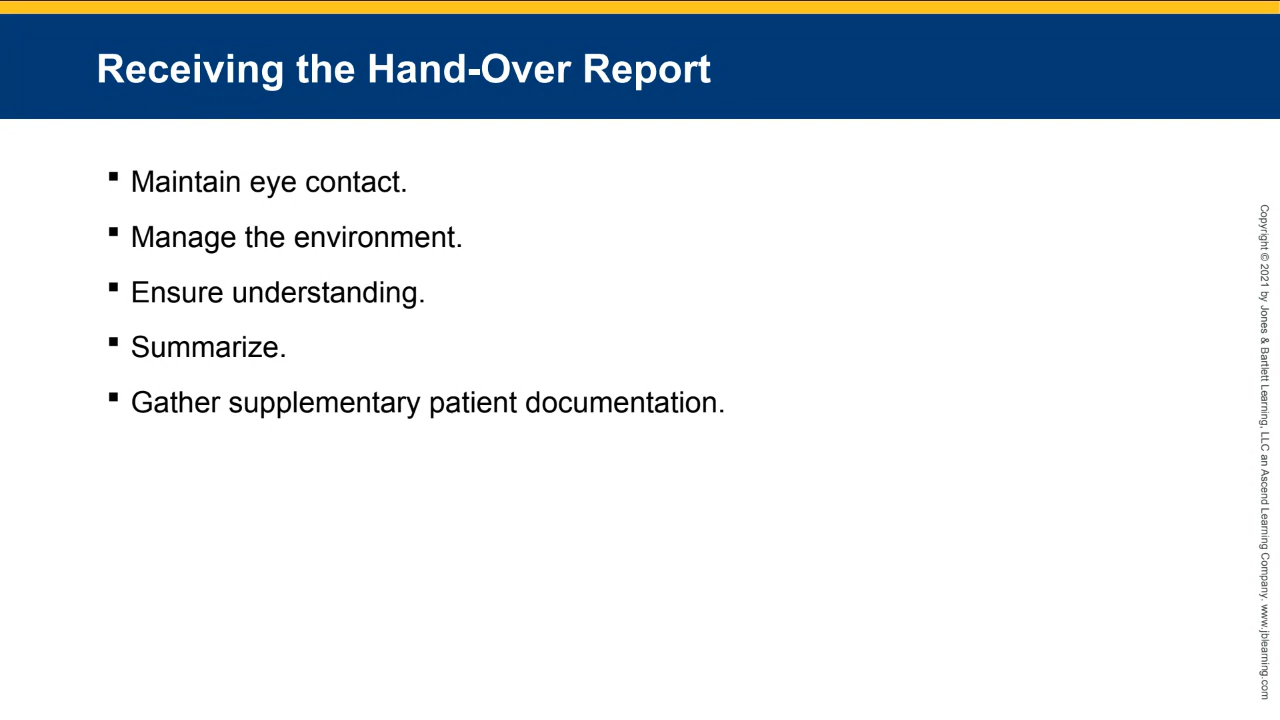 Receiving the Hand-Over Report
▪ Maintain eye contact.
▪ Manage the environment.
▪ Ensure understanding.
▪ Summarize.
▪ Gather supplementary patient documentation.
Copyright © 2021 by Jones & Bartlett Learning, LLC an Ascend Learning Company. www.jblearning.com